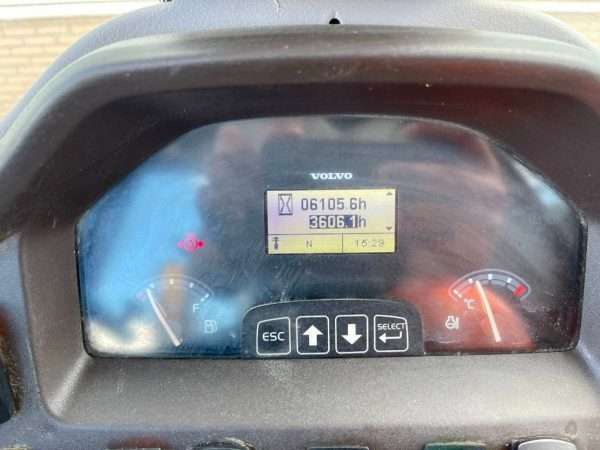 VOLVO
06105.6h
3606.1h
N 15:29
F
°C
ESC SELECT